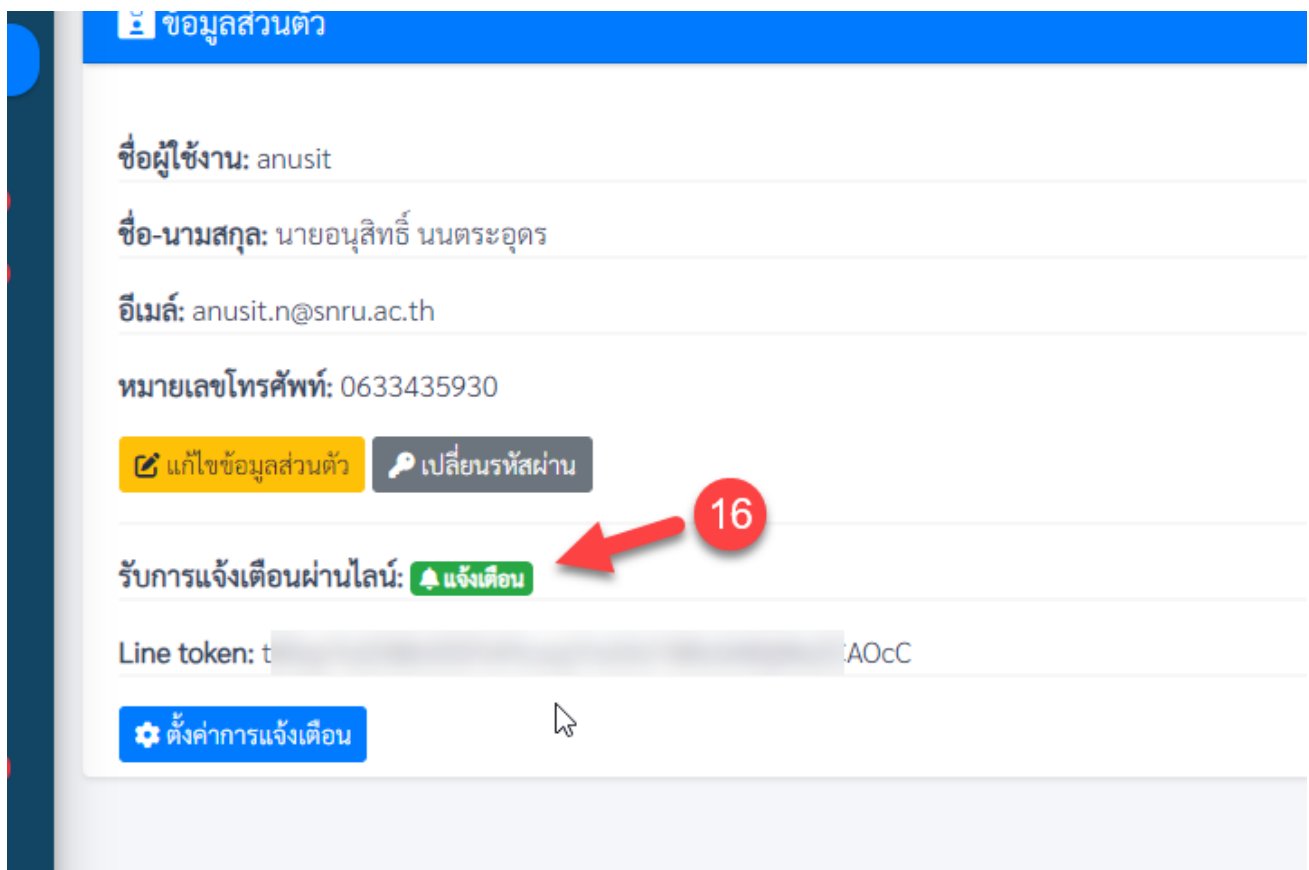 ข้อมูลส่วนตัว
ชื่อผู้ใช้งาน: anusit
ชื่อ-นามสกุล: นายอนุสิทธิ์ นนตระอุดร
อีเมล์: anusit.n@snru.ac.th
หมายเลขโทรศัพท์: 0633435930
แก้ไขข้อมูลส่วนตัว เปลี่ยนรหัสผ่าน
16
รับการแจ้งเตือนผ่านไลน์: แจ้งเตือน
Line token: t AOcC
ตั้งค่าการแจ้งเตือน